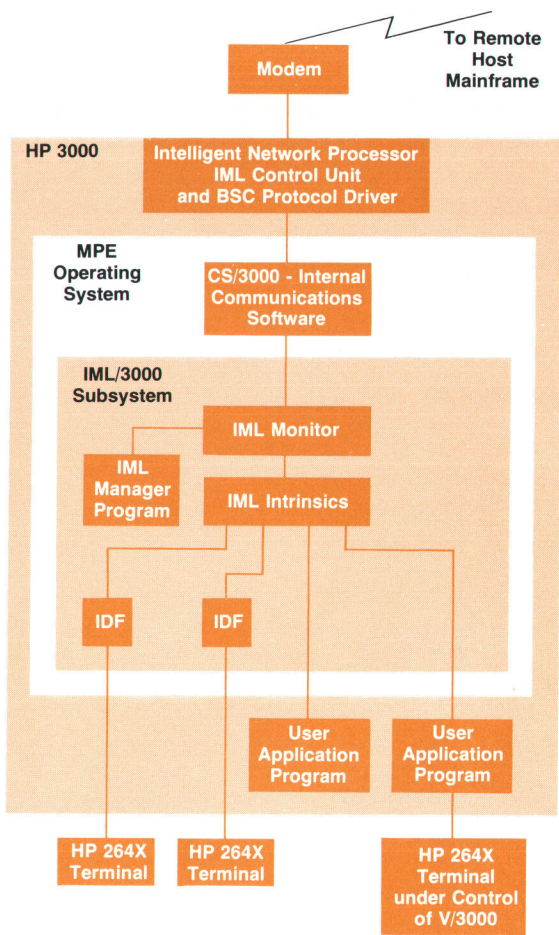 To Remote
Host
Mainframe
Modem
HP 3000
Intelligent Network Processor
IML Control Unit
and BSC Protocol Driver
MPE
Operating
System
CS/3000 - Internal
Communications
Software
IML/3000
Subsystem
IML Monitor
IML
Manager
Program
IML Intrinsics
IDF
IDF
User
Application
Program
User
Application
Program
HP 264X
Terminal
HP 264X
Terminal
HP 264X
Terminal
under Control
of V/3000